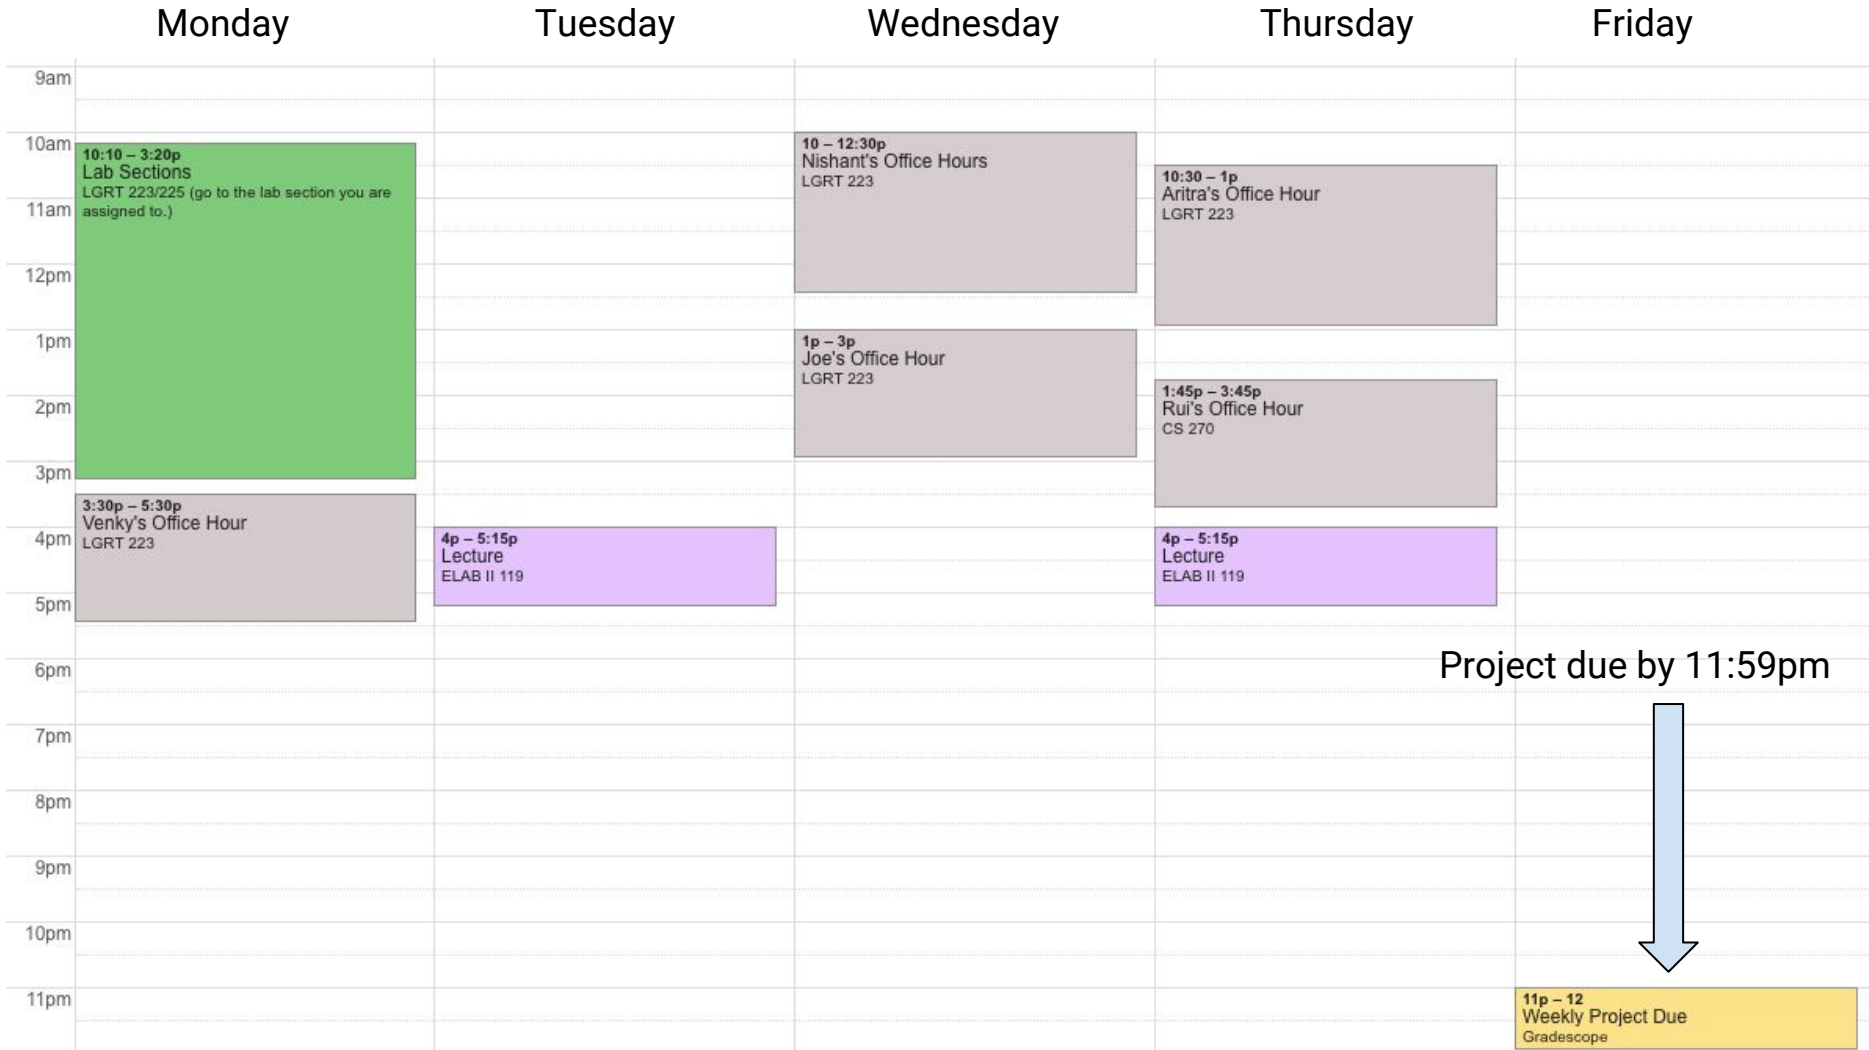 Monday Tuesday Wednesday Thursday Friday
9am
10am
11am
12pm
1pm
2pm
3pm
4pm
5pm
6pm
7pm
8pm
9pm
10pm
11pm
10:10 – 3:20p
Lab Sections
LGRT 223/225 (go to the lab section you are
assigned to.)
3:30p – 5:30p
Venky's Office Hour
LGRT 223
4p – 5:15p
Lecture
ELAB II 119
10 – 12:30p
Nishant's Office Hours
LGRT 223
1p – 3p
Joe's Office Hour
LGRT 223
10:30 – 1p
Aritra's Office Hour
LGRT 223
1:45p – 3:45p
Rui's Office Hour
CS 270
4p – 5:15p
Lecture
ELAB II 119
Project due by 11:59pm
11p – 12
Weekly Project Due
Gradescope